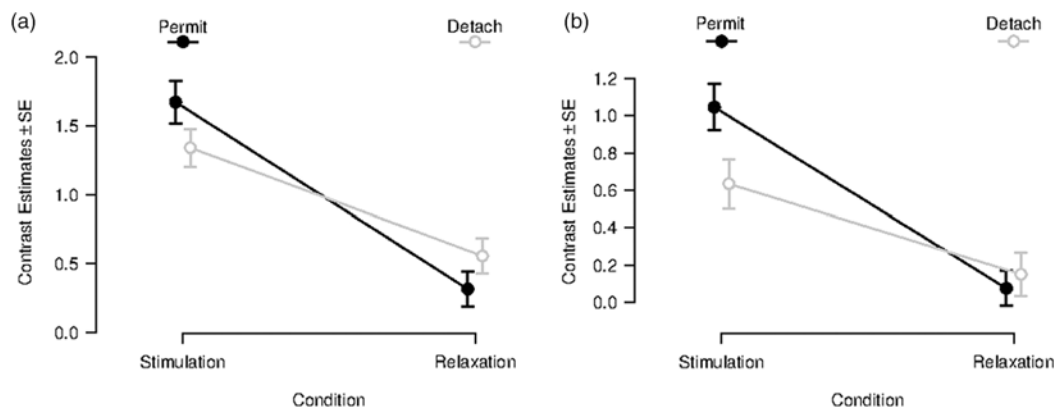 (a)
Permit
Detach
Contrast Estimates ± SE
2.0
1.5
1.0
0.5
0.0
Stimulation
Relaxation
Condition
(b)
Permit
Detach
Contrast Estimates ± SE
1.2
1.0
0.8
0.6
0.4
0.2
0.0
Stimulation
Relaxation
Condition